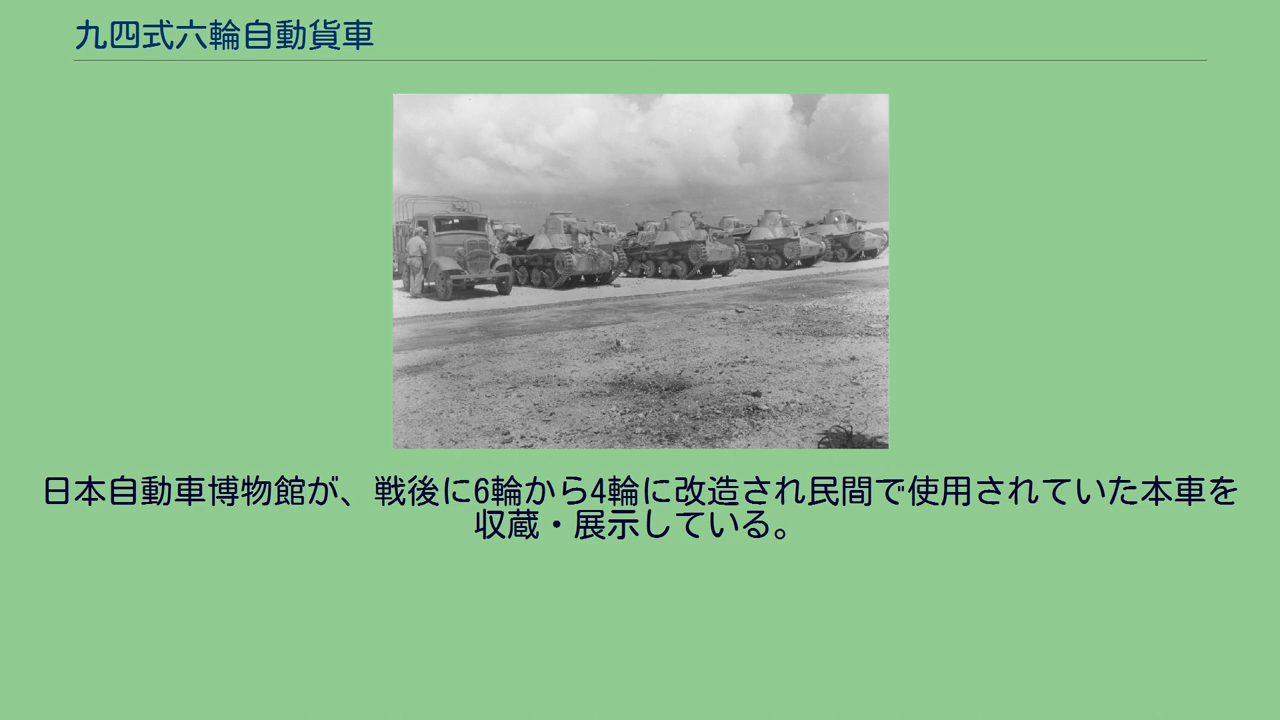 九四式六輪自動貨車
日本自動車博物館が、戦後に6輪から4輪に改造され民間で使用されていた本車を
収蔵・展示している。